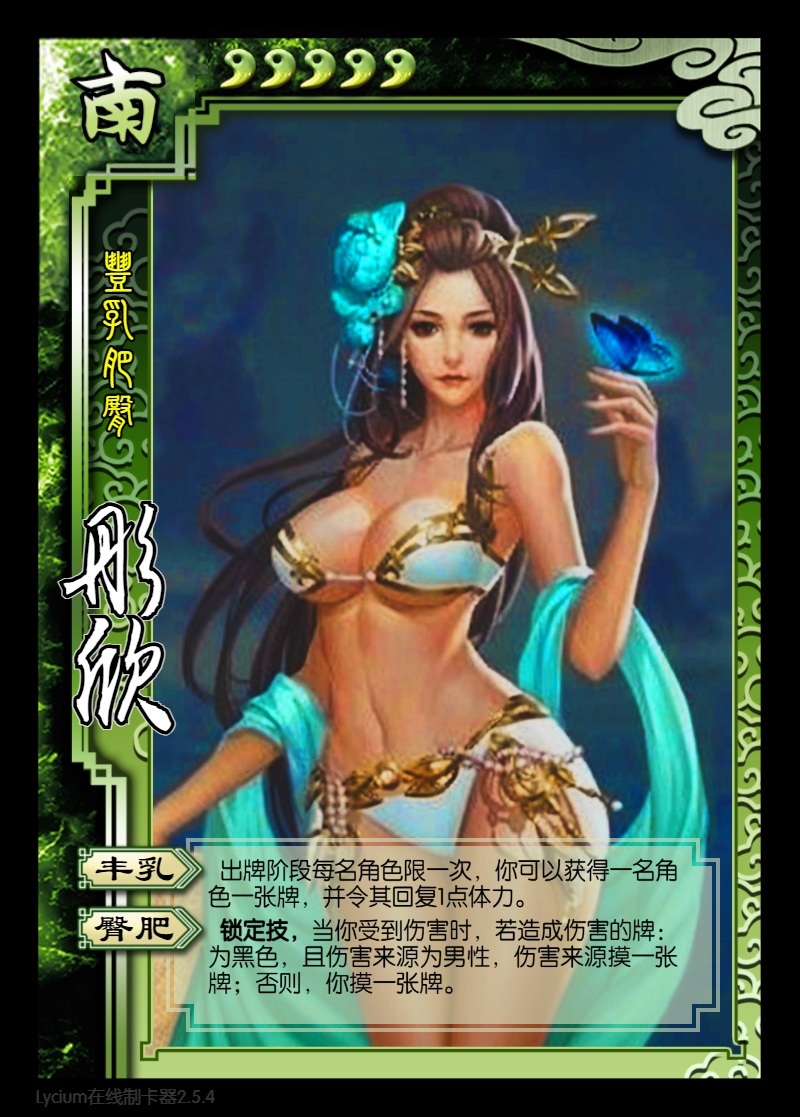 南
豐乳肥臀
彤欣
丰乳
出牌阶段每名角色限一次，你可以获得一名角
色一张牌，并令其回复1点体力。
臀肥
锁定技，当你受到伤害时，若造成伤害的牌：
为黑色，且伤害来源为男性，伤害来源摸一张
牌；否则，你摸一张牌。
Lycium在线制卡器2.5.4